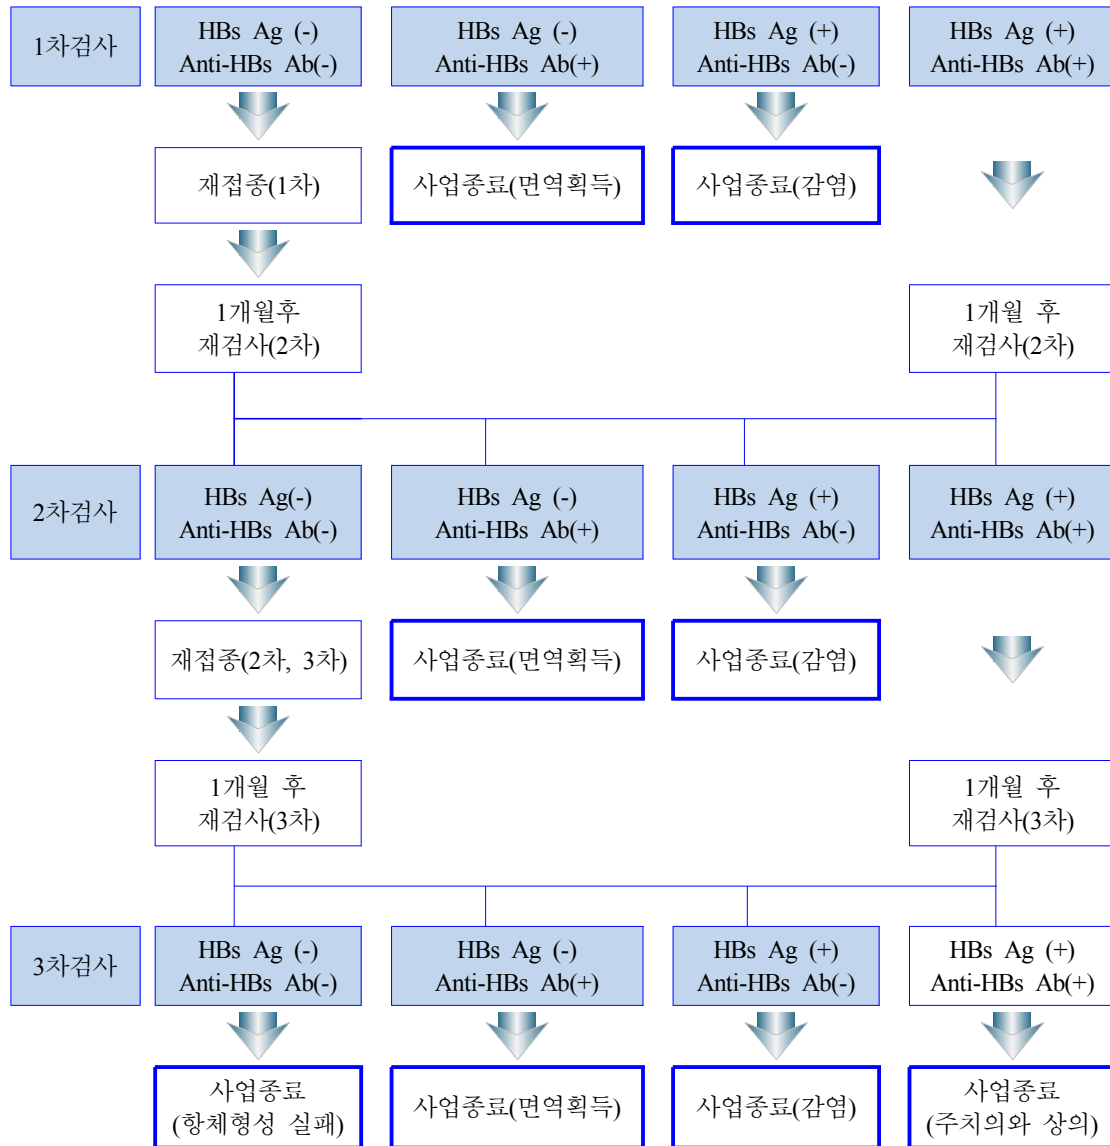 1차검사
HBs Ag (-)
Anti-HBs Ab(-)
HBs Ag (-)
Anti-HBs Ab(+)
HBs Ag (+)
Anti-HBs Ab(-)
HBs Ag (+)
Anti-HBs Ab(+)
재접종(1차)
사업종료(면역획득)
사업종료(감염)
1개월후
재검사(2차)
1개월 후
재검사(2차)
2차검사
HBs Ag(-)
Anti-HBs Ab(-)
HBs Ag (-)
Anti-HBs Ab(+)
HBs Ag (+)
Anti-HBs Ab(-)
HBs Ag (+)
Anti-HBs Ab(+)
재접종(2차, 3차)
사업종료(면역획득)
사업종료(감염)
1개월 후
재검사(3차)
1개월 후
재검사(3차)
3차검사
HBs Ag (-)
Anti-HBs Ab(-)
HBs Ag (-)
Anti-HBs Ab(+)
HBs Ag (+)
Anti-HBs Ab(-)
HBs Ag (+)
Anti-HBs Ab(+)
사업종료
(항체형성 실패)
사업종료(면역획득)
사업종료(감염)
사업종료
(주치의와 상의)